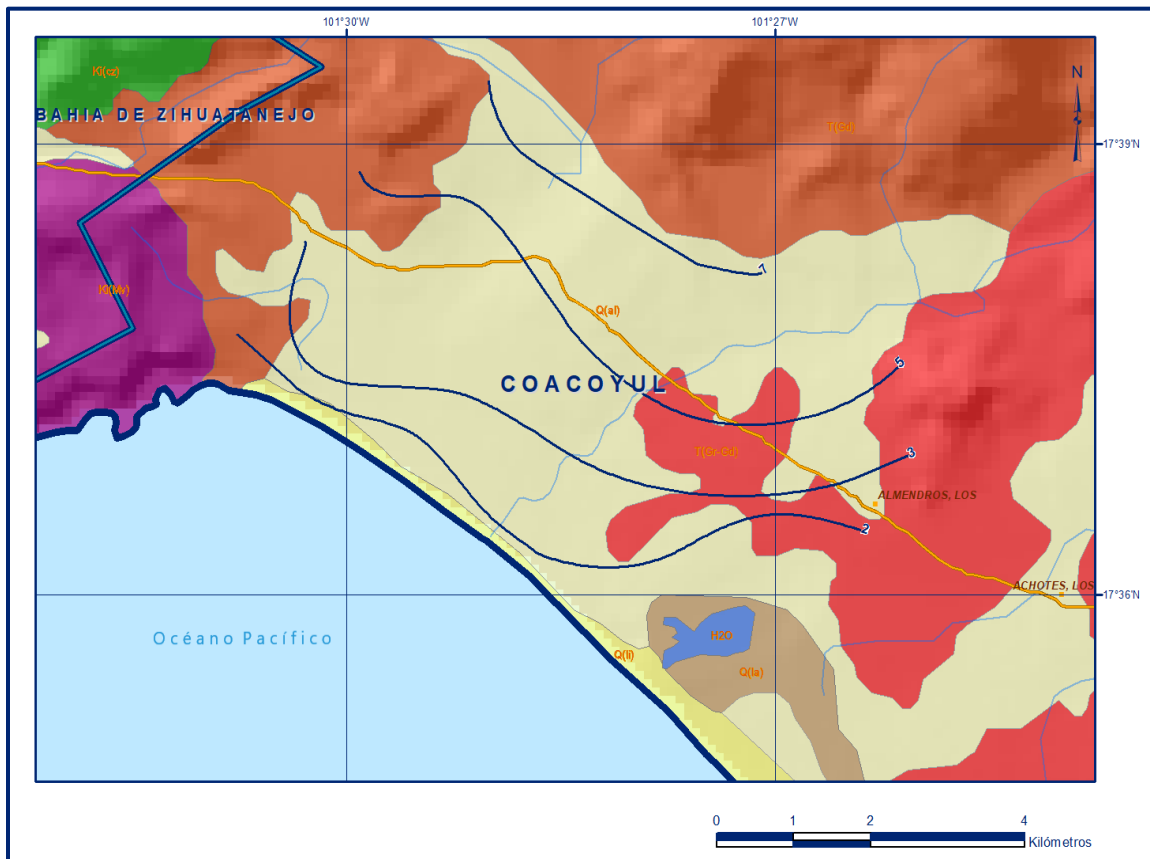 101°30'W 101°27'W
N
Ki(cz)
BAHIA DE ZIHUATANEJO
T(Gd)
17°39'N
7
Ki(Mv)
Q(al)
5
COACOYUL
T(Gr-Gd)
3
ALMENDROS, LOS
2
ACHOTES, LOS
17°36'N
Océano Pacífico
H2O
Q(li)
Q(la)
0 1 2 4
Kilómetros